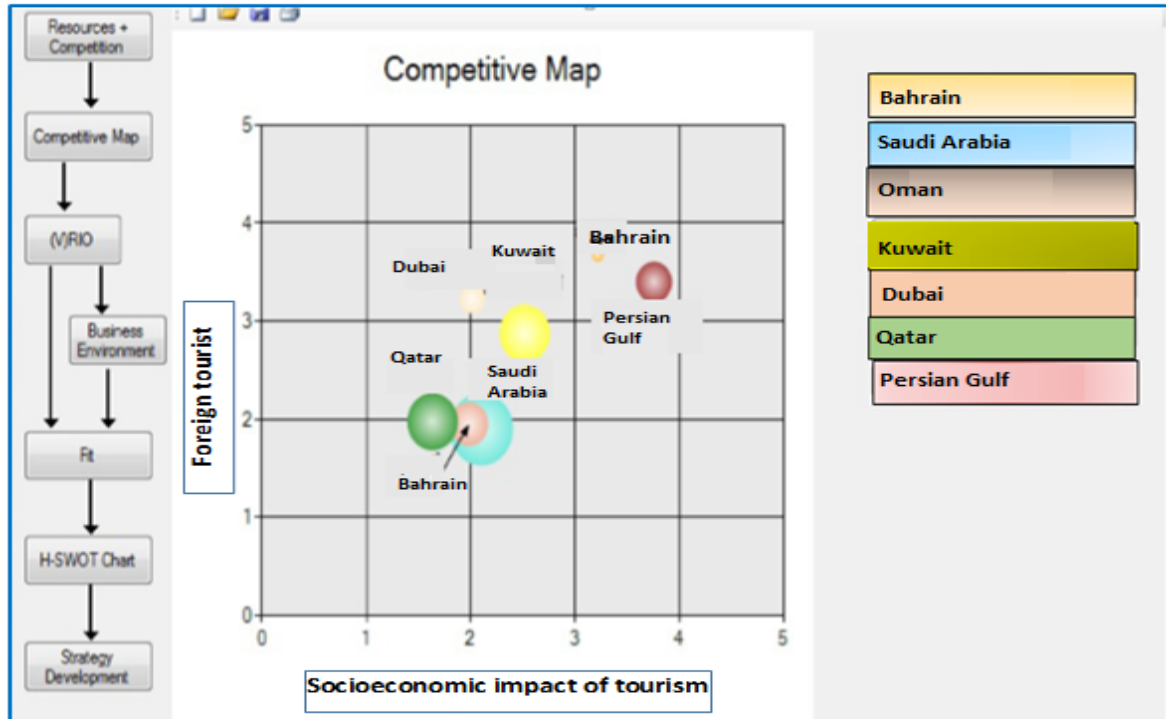 Resources +
Competition
Competitive Map
(V)RIO
Business
Environment
Fit
H-SWOT Chart
Strategy
Development
Competitive Map
Foreign tourist
5
4
3
2
1
0
Dubai
Kuwait
Bahrain
Persian
Gulf
Qatar
Saudi
Arabia
Bahrain
0 1 2 3 4 5
Socioeconomic impact of tourism
Bahrain
Saudi Arabia
Oman
Kuwait
Dubai
Qatar
Persian Gulf